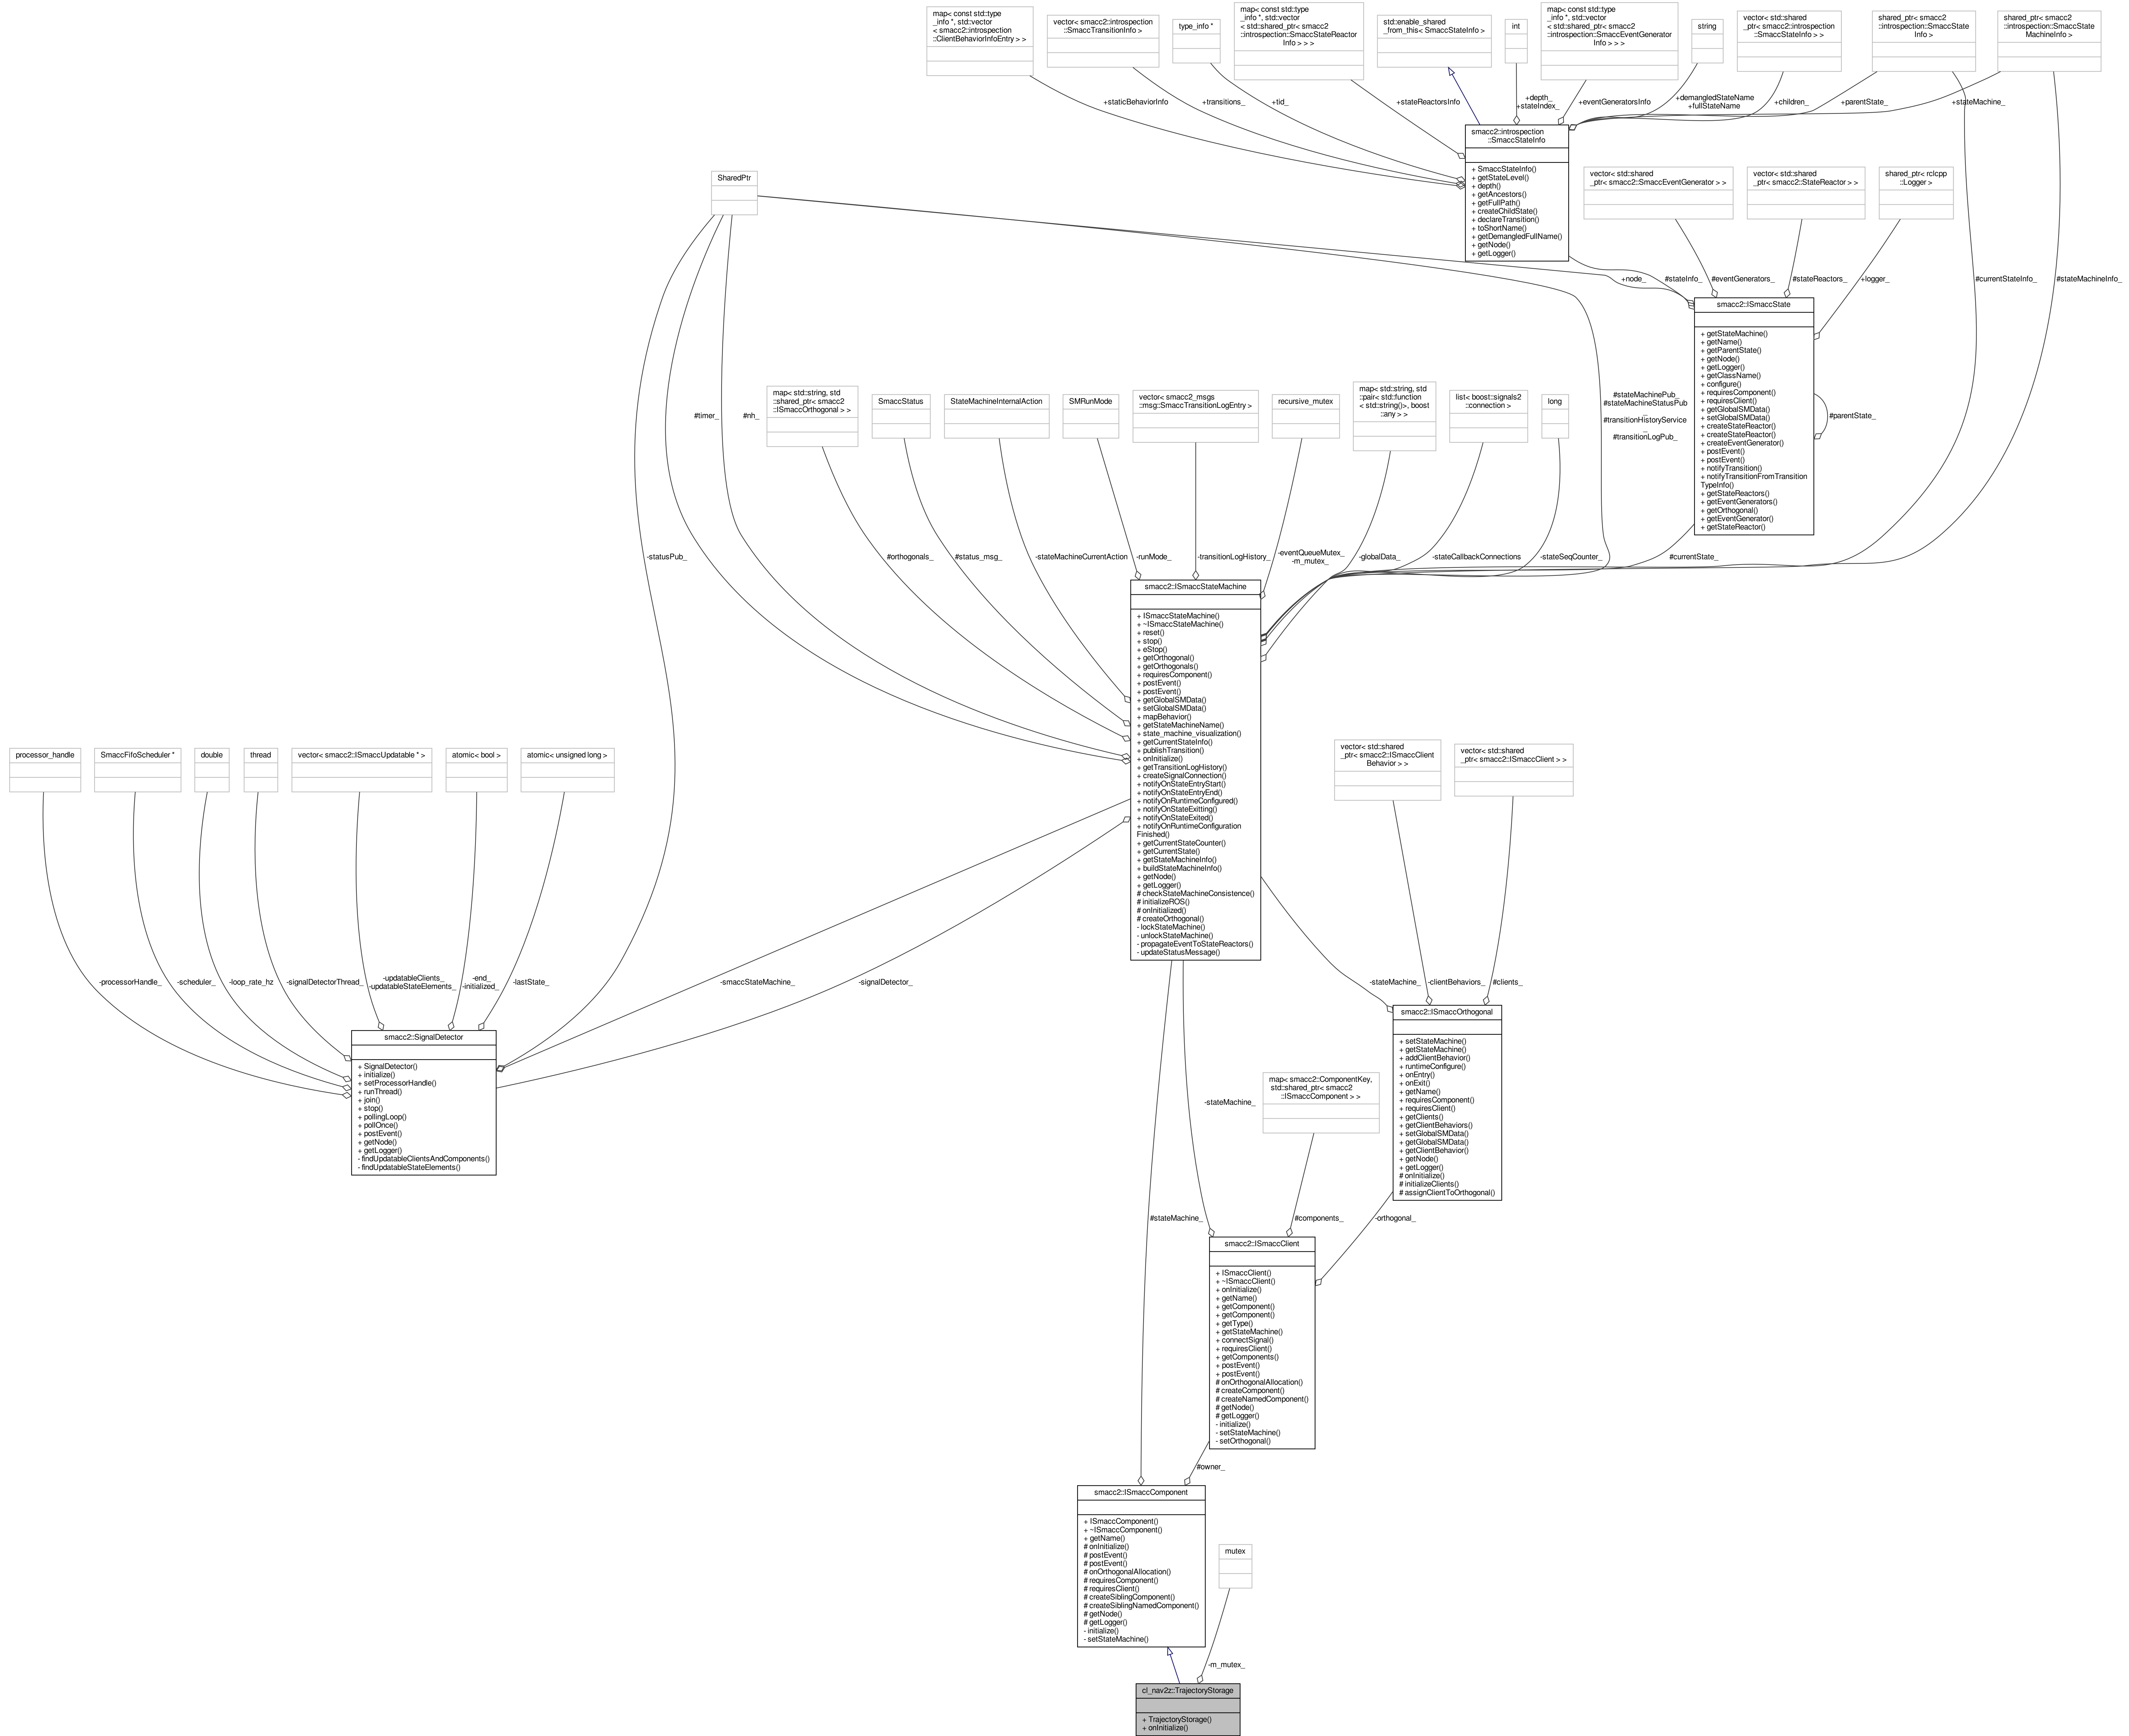 map< const std::type
_info *, std::vector
< smacc2::introspection
::ClientBehaviorInfoEntry > >
vector< smacc2::introspection
::SmaccTransitionInfo >
type_info *
map< const std::type
_info *, std::vector
< std::shared_ptr< smacc2
::introspection::SmaccStateReactor
Info > > >
std::enable_shared
_from_this< SmaccStateInfo >
int
map< const std::type
_info *, std::vector
< std::shared_ptr< smacc2
::introspection::SmaccEventGenerator
Info > > >
string
vector< std::shared
_ptr< smacc2::introspection
::SmaccStateInfo > >
shared_ptr< smacc2
::introspection::SmaccState
Info >
shared_ptr< smacc2
::introspection::SmaccState
MachineInfo >
+staticBehaviorInfo
+transitions_
+tid_
+stateReactorsInfo
+depth_
+stateIndex_
+eventGeneratorsInfo
+demangledStateName
+fullStateName
+children_
+parentState_
+stateMachine_
smacc2::introspection
::SmaccStateInfo
+ SmaccStateInfo()
+ getStateLevel()
+ depth()
+ getAncestors()
+ getFullPath()
+ createChildState()
+ declareTransition()
+ toShortName()
+ getDemangledFullName()
+ getNode()
+ getLogger()
SharedPtr
vector< std::shared
_ptr< smacc2::SmaccEventGenerator > >
vector< std::shared
_ptr< smacc2::StateReactor > >
shared_ptr< rclcpp
::Logger >
+node_
#stateInfo_
#eventGenerators_
#stateReactors_
+logger_
#currentStateInfo_
#stateMachineInfo_
smacc2::ISmaccState
+ getStateMachine()
+ getName()
+ getParentState()
+ getNode()
+ getLogger()
+ getClassName()
+ configure()
+ requiresComponent()
+ requiresClient()
+ getGlobalSMData()
+ setGlobalSMData()
+ createStateReactor()
+ createStateReactor()
+ createEventGenerator()
+ postEvent()
+ postEvent()
+ notifyTransition()
+ notifyTransitionFromTransition
TypeInfo()
+ getStateReactors()
+ getEventGenerators()
+ getOrthogonal()
+ getEventGenerator()
+ getStateReactor()
#parentState_
#timer_
#nh_
map< std::string, std
::shared_ptr< smacc2
::ISmaccOrthogonal > >
SmaccStatus
StateMachineInternalAction
SMRunMode
vector< smacc2_msgs
::msg::SmaccTransitionLogEntry >
recursive_mutex
map< std::string, std
::pair< std::function
< std::string()>, boost
::any > >
list< boost::signals2
::connection >
long
#stateMachinePub_
#stateMachineStatusPub
_
#transitionHistoryService
_
#transitionLogPub_
-statusPub_
#orthogonals_
#status_msg_
-stateMachineCurrentAction
-runMode_
-transitionLogHistory_
-eventQueueMutex_
-m_mutex_
-globalData_
-stateCallbackConnections
-stateSeqCounter_
#currentState_
smacc2::ISmaccStateMachine
+ ISmaccStateMachine()
+ ~ISmaccStateMachine()
+ reset()
+ stop()
+ eStop()
+ getOrthogonal()
+ getOrthogonals()
+ requiresComponent()
+ postEvent()
+ postEvent()
+ getGlobalSMData()
+ setGlobalSMData()
+ mapBehavior()
+ getStateMachineName()
+ state_machine_visualization()
+ getCurrentStateInfo()
+ publishTransition()
+ onInitialize()
+ getTransitionLogHistory()
+ createSignalConnection()
+ notifyOnStateEntryStart()
+ notifyOnStateEntryEnd()
+ notifyOnRuntimeConfigured()
+ notifyOnStateExitting()
+ notifyOnStateExited()
+ notifyOnRuntimeConfiguration
Finished()
+ getCurrentStateCounter()
+ getCurrentState()
+ getStateMachineInfo()
+ buildStateMachineInfo()
+ getNode()
+ getLogger()
# checkStateMachineConsistence()
# initializeROS()
# onInitialized()
# createOrthogonal()
- lockStateMachine()
- unlockStateMachine()
- propagateEventToStateReactors()
- updateStatusMessage()
processor_handle
SmaccFifoScheduler *
double
thread
vector< smacc2::ISmaccUpdatable * >
atomic< bool >
atomic< unsigned long >
vector< std::shared
_ptr< smacc2::ISmaccClient
Behavior > >
vector< std::shared
_ptr< smacc2::ISmaccClient > >
-processorHandle_
-scheduler_
-loop_rate_hz
-signalDetectorThread_
-updatableClients_
-updatableStateElements_
-end_
-initialized_
-lastState_
-smaccStateMachine_
-signalDetector_
-stateMachine_
-clientBehaviors_
#clients_
smacc2::SignalDetector
+ SignalDetector()
+ initialize()
+ setProcessorHandle()
+ runThread()
+ join()
+ stop()
+ pollingLoop()
+ pollOnce()
+ postEvent()
+ getNode()
+ getLogger()
- findUpdatableClientsAndComponents()
- findUpdatableStateElements()
smacc2::ISmaccOrthogonal
+ setStateMachine()
+ getStateMachine()
+ addClientBehavior()
+ runtimeConfigure()
+ onEntry()
+ onExit()
+ getName()
+ requiresComponent()
+ requiresClient()
+ getClients()
+ getClientBehaviors()
+ setGlobalSMData()
+ getGlobalSMData()
+ getClientBehavior()
+ getNode()
+ getLogger()
# onInitialize()
# initializeClients()
# assignClientToOrthogonal()
map< smacc2::ComponentKey,
std::shared_ptr< smacc2
::ISmaccComponent > >
-stateMachine_
#stateMachine_
#components_
-orthogonal_
smacc2::ISmaccClient
+ ISmaccClient()
+ ~ISmaccClient()
+ onInitialize()
+ getName()
+ getComponent()
+ getComponent()
+ getType()
+ getStateMachine()
+ connectSignal()
+ requiresClient()
+ getComponents()
+ postEvent()
+ postEvent()
# onOrthogonalAllocation()
# createComponent()
# createNamedComponent()
# getNode()
# getLogger()
- initialize()
- setStateMachine()
- setOrthogonal()
#owner_
smacc2::ISmaccComponent
+ ISmaccComponent()
+ ~ISmaccComponent()
+ getName()
# onInitialize()
# postEvent()
# postEvent()
# onOrthogonalAllocation()
# requiresComponent()
# requiresClient()
# createSiblingComponent()
# createSiblingNamedComponent()
# getNode()
# getLogger()
- initialize()
- setStateMachine()
mutex
-m_mutex_
cl_nav2z::TrajectoryStorage
+ TrajectoryStorage()
+ onInitialize()